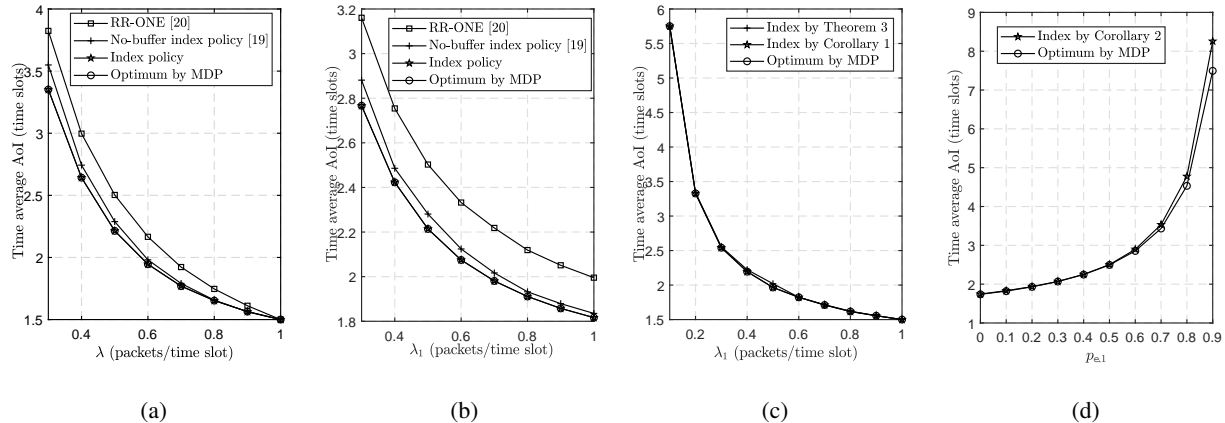 4
3.5
3
2.5
2
1.5
0.4
0.6
0.8
1
Time average AoI (time slots)
λ (packets/time slot)
RR-ONE [20]
No-buffer index policy [19]
Index policy
Optimum by MDP
(a)
3.2
3
2.8
2.6
2.4
2.2
2
1.8
0.4
0.6
0.8
1
Time average AoI (time slots)
λ₁ (packets/time slot)
RR-ONE [20]
No-buffer index policy [19]
Index policy
Optimum by MDP
(b)
6
5.5
5
4.5
4
3.5
3
2.5
2
1.5
0.2
0.4
0.6
0.8
1
Time average AoI (time slots)
λ₁ (packets/time slot)
Index by Theorem 3
Index by Corollary 1
Optimum by MDP
(c)
9
8
7
6
5
4
3
2
1
0
0.1
0.2
0.3
0.4
0.5
0.6
0.7
0.8
0.9
Time average AoI (time slots)
pₑ,₁
Index by Corollary 2
Optimum by MDP
(d)